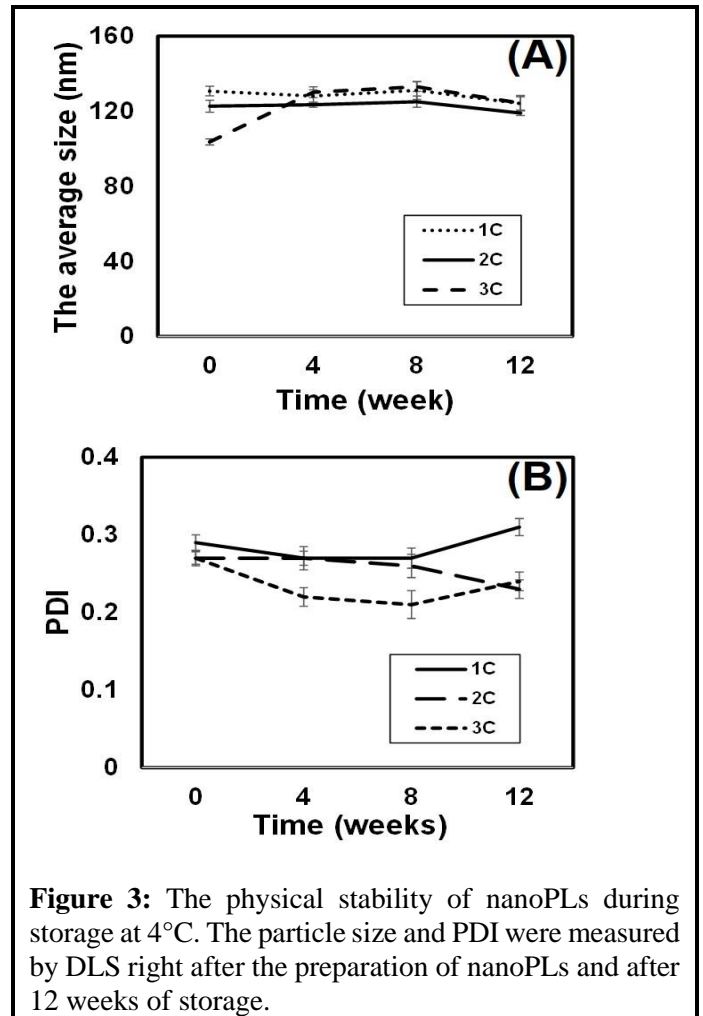 160
(A)
120
80
40
0
The average size (nm)
1C
2C
3C
0 4 8 12
Time (week)
0.4
(B)
0.3
0.2
0.1
0
PDI
1C
2C
3C
0 4 8 12
Time (weeks)
Figure 3: The physical stability of nanoPLs during
storage at 4°C. The particle size and PDI were measured
by DLS right after the preparation of nanoPLs and after
12 weeks of storage.